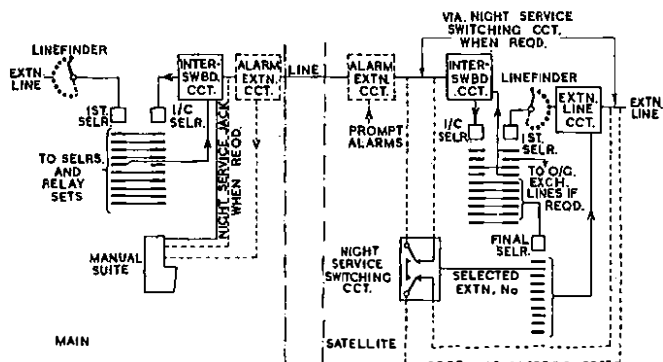 VIA. NIGHT SERVICE
SWITCHING CCT.
WHEN REQD.
LINEFINDER
EXTN.
LINE
INTER-
SWBD.
CCT.
ALARM
EXTN.
CCT.
LINE
ALARM
EXTN.
CCT.
INTER-
SWBD.
CCT.
LINEFINDER
EXTN.
LINE
CCT.
EXTN.
LINE
1ST.
SELR.
I/C
SELR.
PROMPT
ALARMS
I/C
SELR.
1ST.
SELR.
TO SELRS.
AND
RELAY
SETS
NIGHT SERVICE JACK
WHEN REQD.
TO O/G.
EXCH.
LINES IF
REQD.
MANUAL
SUITE
NIGHT
SERVICE
SWITCHING
CCT.
FINAL
SELR.
SELECTED
EXTN. No
MAIN
SATELLITE